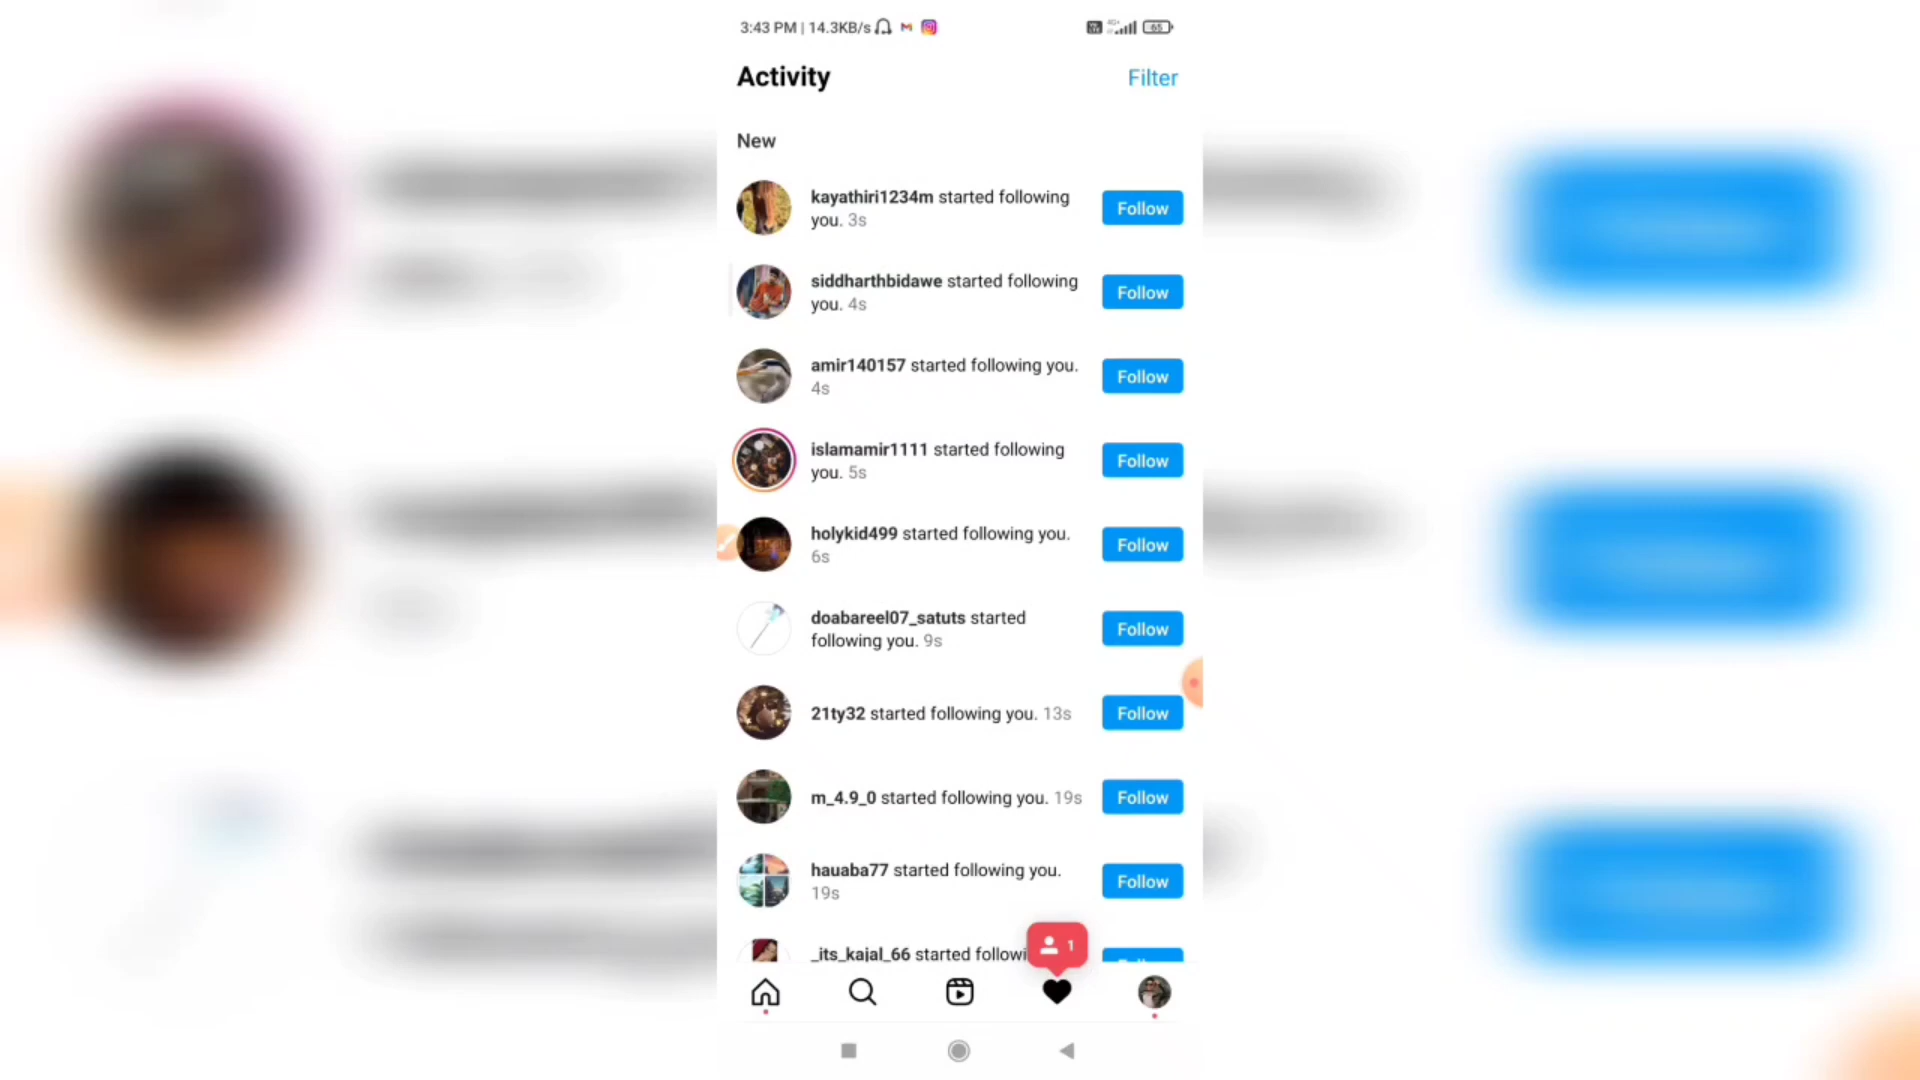 3:43 PM | 14.3KB/s
4G+
65
Activity
Filter
New
kayathiri1234m started following
you. 3s
Follow
siddharthbidawe started following
you. 4s
Follow
amir140157 started following you.
4s
Follow
islamamir1111 started following
you. 5s
Follow
holykid499 started following you.
6s
Follow
doabareel07_satuts started
following you. 9s
Follow
21ty32 started following you. 13s
Follow
m_4.9_0 started following you. 19s
Follow
hauaba77 started following you.
19s
Follow
_its_kajal_66 started followi
1